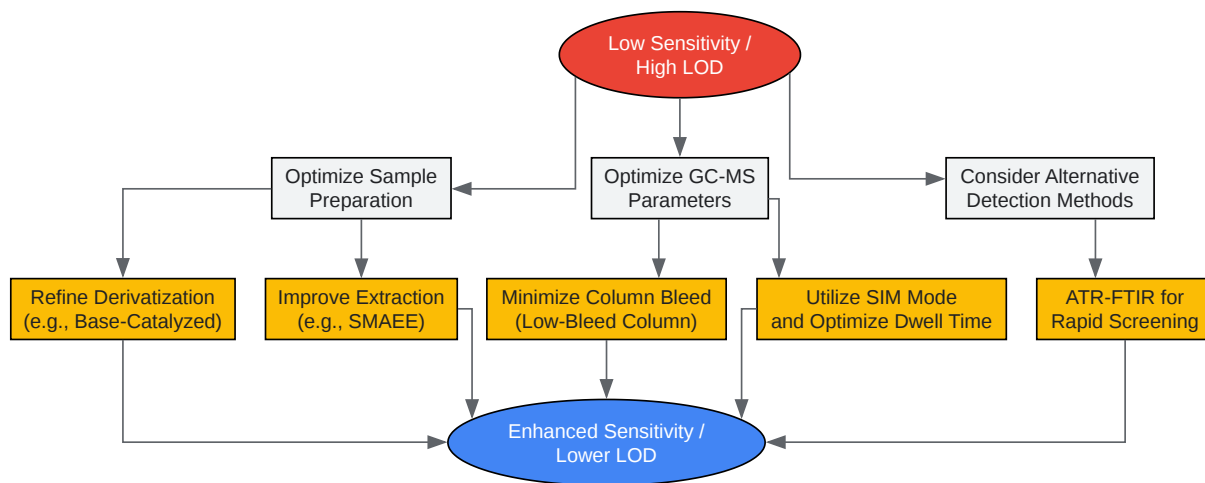 Low Sensitivity /
High LOD
Optimize Sample
Preparation
Optimize GC-MS
Parameters
Consider Alternative
Detection Methods
Refine Derivatization
(e.g., Base-Catalyzed)
Improve Extraction
(e.g., SMAEE)
Minimize Column Bleed
(Low-Bleed Column)
Utilize SIM Mode
and Optimize Dwell Time
ATR-FTIR for
Rapid Screening
Enhanced Sensitivity /
Lower LOD